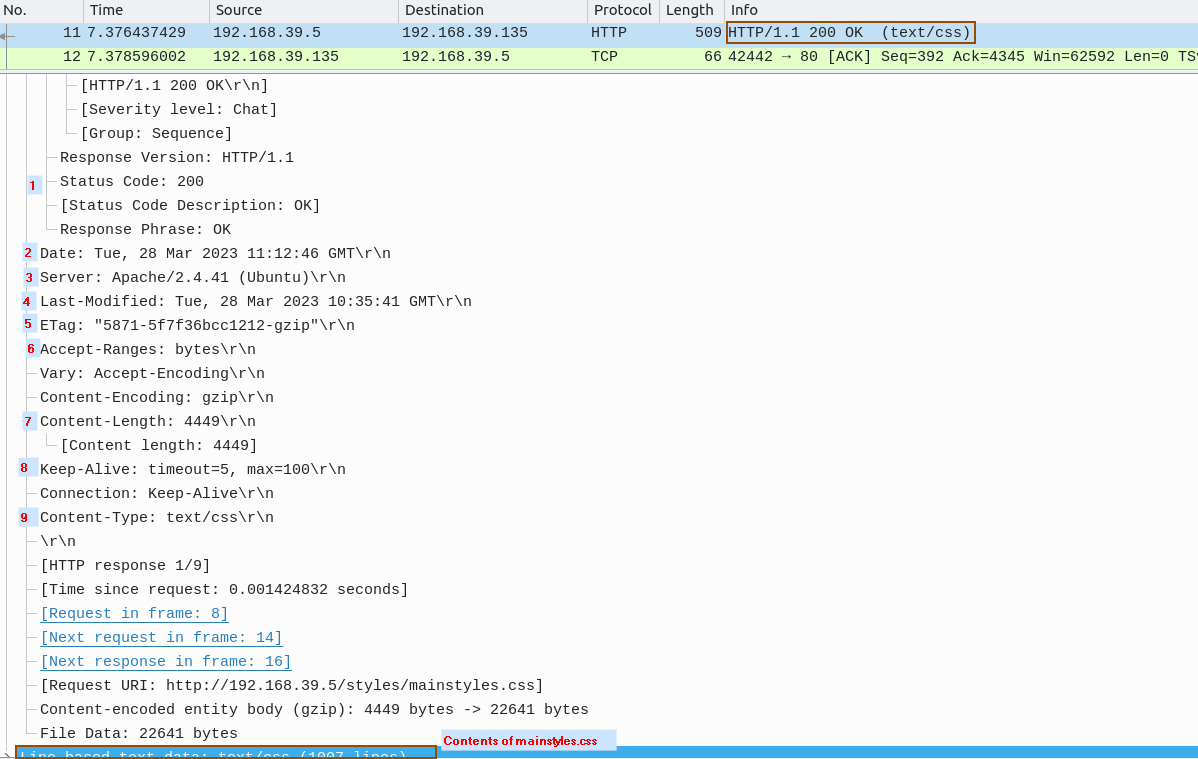 No. Time Source Destination Protocol Length Info
11 7.376437429 192.168.39.5 192.168.39.135 HTTP 509 HTTP/1.1 200 OK  (text/css)
12 7.378596002 192.168.39.135 192.168.39.5 TCP 66 42442 → 80 [ACK] Seq=392 Ack=4345 Win=62592 Len=0 TS
[HTTP/1.1 200 OK\r\n]
[Severity level: Chat]
[Group: Sequence]
Response Version: HTTP/1.1
1 Status Code: 200
[Status Code Description: OK]
Response Phrase: OK
2 Date: Tue, 28 Mar 2023 11:12:46 GMT\r\n
3 Server: Apache/2.4.41 (Ubuntu)\r\n
4 Last-Modified: Tue, 28 Mar 2023 10:35:41 GMT\r\n
5 ETag: "5871-5f7f36bcc1212-gzip"\r\n
6 Accept-Ranges: bytes\r\n
Vary: Accept-Encoding\r\n
Content-Encoding: gzip\r\n
7 Content-Length: 4449\r\n
[Content length: 4449]
8 Keep-Alive: timeout=5, max=100\r\n
Connection: Keep-Alive\r\n
9 Content-Type: text/css\r\n
\r\n
[HTTP response 1/9]
[Time since request: 0.001424832 seconds]
[Request in frame: 8]
[Next request in frame: 14]
[Next response in frame: 16]
[Request URI: http://192.168.39.5/styles/mainstyles.css]
Content-encoded entity body (gzip): 4449 bytes -> 22641 bytes
File Data: 22641 bytes
Contents of mainstyles.css
Line-based text data: text/css (1007 lines)